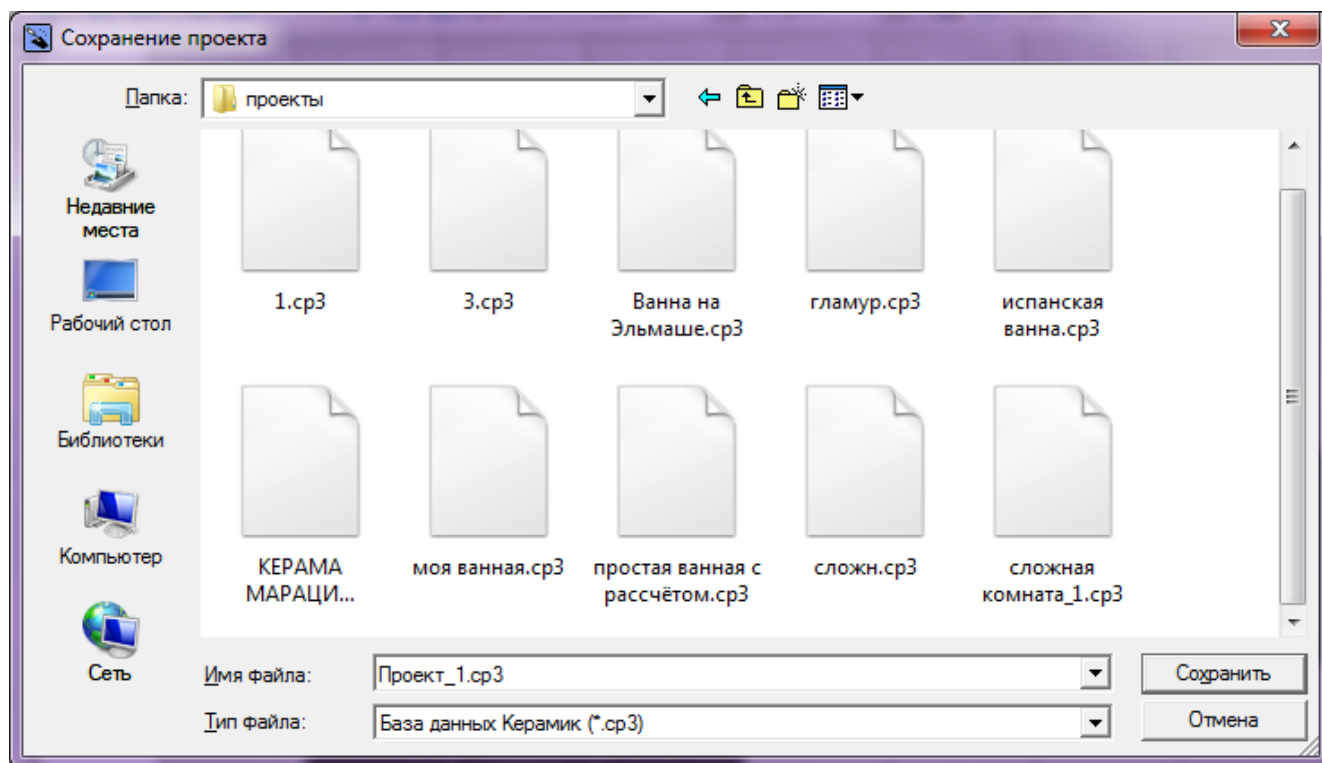 Сохранение проекта
Папка:
проекты
Недавние
места
Рабочий стол
Библиотеки
Компьютер
Сеть
1.cp3
3.cp3
Ванна на
Эльмаше.cp3
гламур.cp3
испанская
ванна.cp3
КЕРАМА
МАРАЦИ...
моя ванная.cp3
простая ванная с
рассчётом.cp3
сложн.cp3
сложная
комната_1.cp3
Имя файла:
Проект_1.cp3
Сохранить
Тип файла:
База данных Керамик (*.cp3)
Отмена